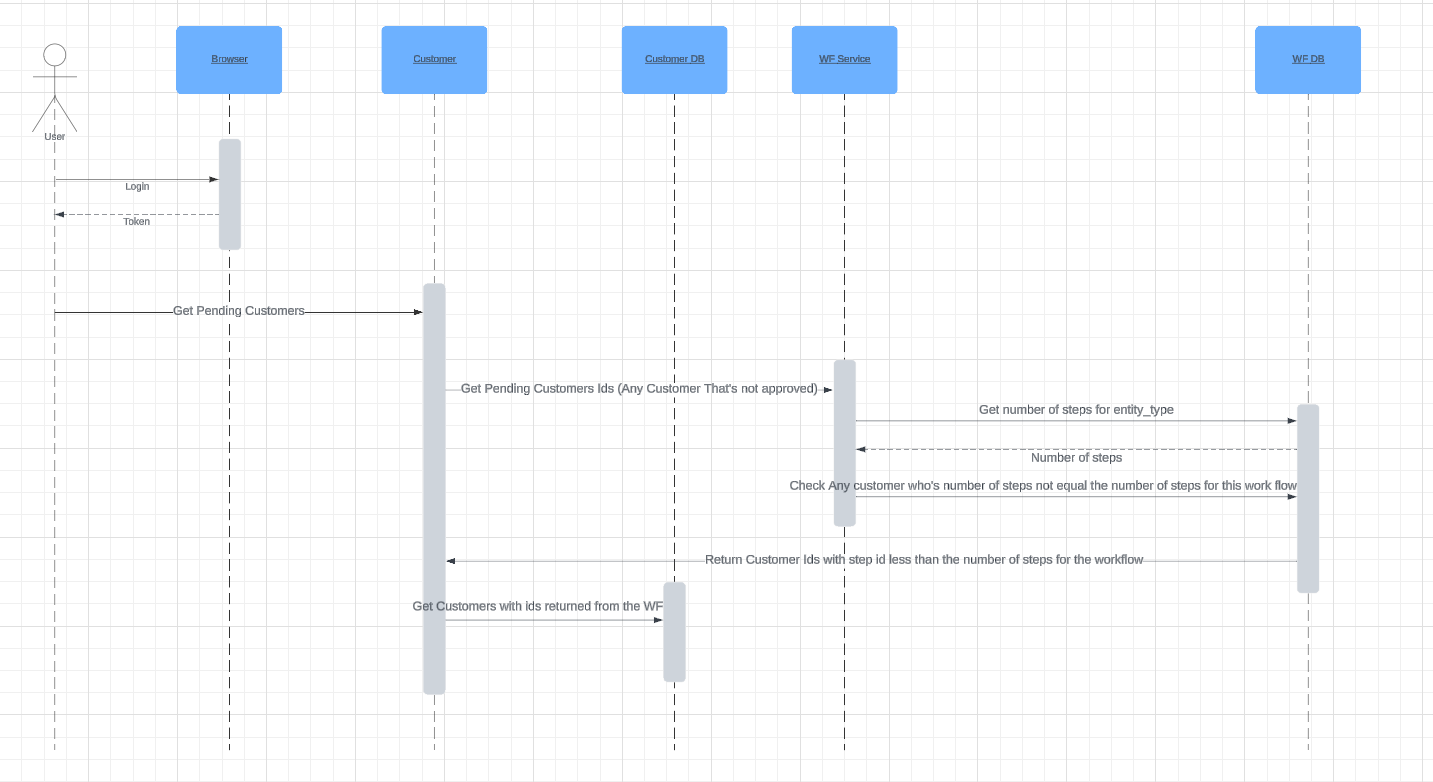 Browser
Customer
Customer DB
WF Service
WF DB
User
Login
Token
Get Pending Customers
Get Pending Customers Ids (Any Customer That's not approved)
Get number of steps for entity_type
Number of steps
Check Any customer who's number of steps not equal the number of steps for this work flow
Return Customer Ids with step id less than the number of steps for the workflow
Get Customers with ids returned from the WF